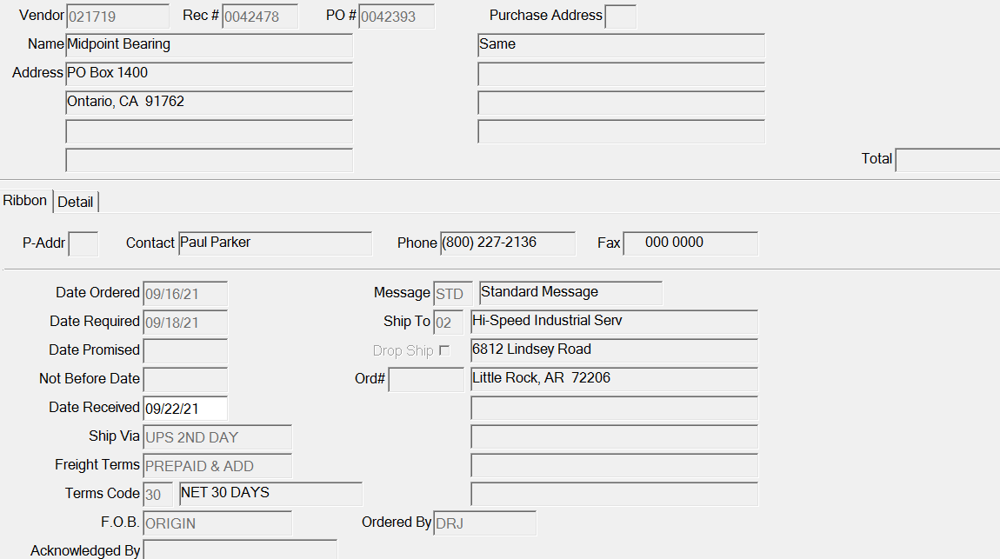 Vendor 021719 Rec # 0042478 PO # 0042393 Purchase Address
Name Midpoint Bearing Same
Address PO Box 1400
Ontario, CA 91762
Total
Ribbon Detail
P-Addr Contact Paul Parker Phone (800) 227-2136 Fax 000 0000
Date Ordered 09/16/21 Message STD Standard Message
Date Required 09/18/21 Ship To 02 Hi-Speed Industrial Serv
Date Promised Drop Ship 6812 Lindsey Road
Not Before Date Ord# Little Rock, AR 72206
Date Received 09/22/21
Ship Via UPS 2ND DAY
Freight Terms PREPAID & ADD
Terms Code 30 NET 30 DAYS
F.O.B. ORIGIN Ordered By DRJ
Acknowledged By